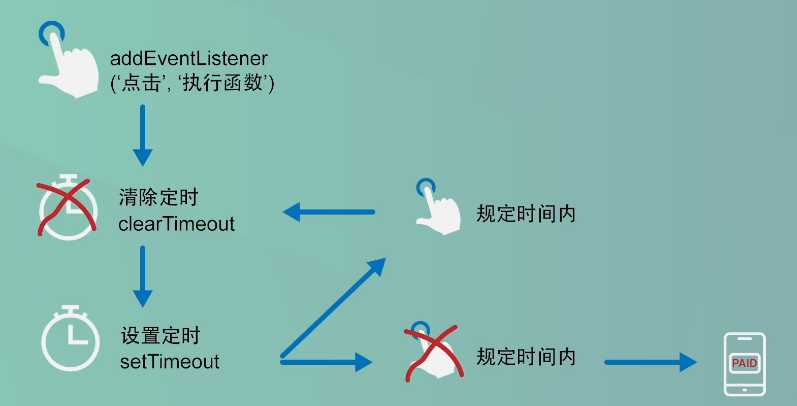 addEventListener
(‘点击’, ‘执行函数’)
清除定时
clearTimeout
规定时间内
设置定时
setTimeout
规定时间内
PAID